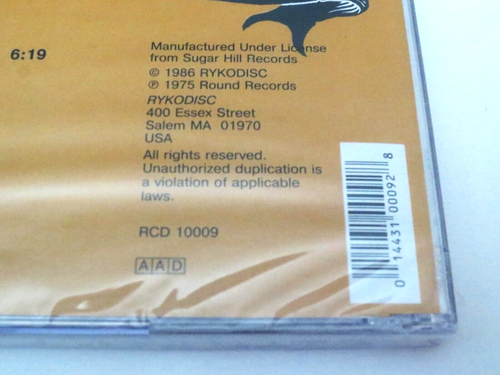 6:19
Manufactured Under License
from Sugar Hill Records
© 1986 RYKODISC
℗ 1975 Round Records
RYKODISC
400 Essex Street
Salem MA 01970
USA
All rights reserved.
Unauthorized duplication is
a violation of applicable
laws.
RCD 10009
AAD
0 14431 00092 8